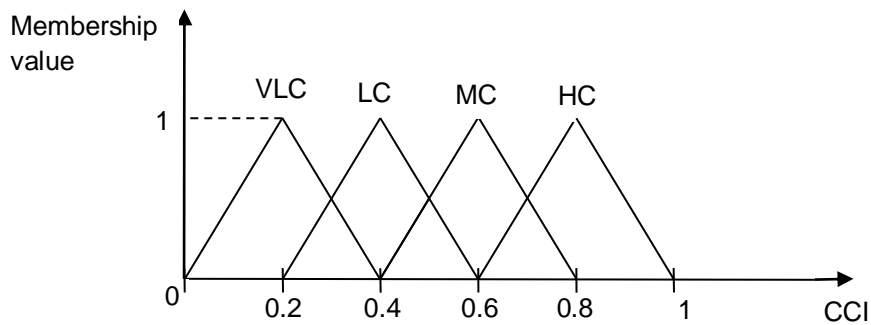 Membership
value
VLC LC MC HC
1
0 0.2 0.4 0.6 0.8 1 CCI